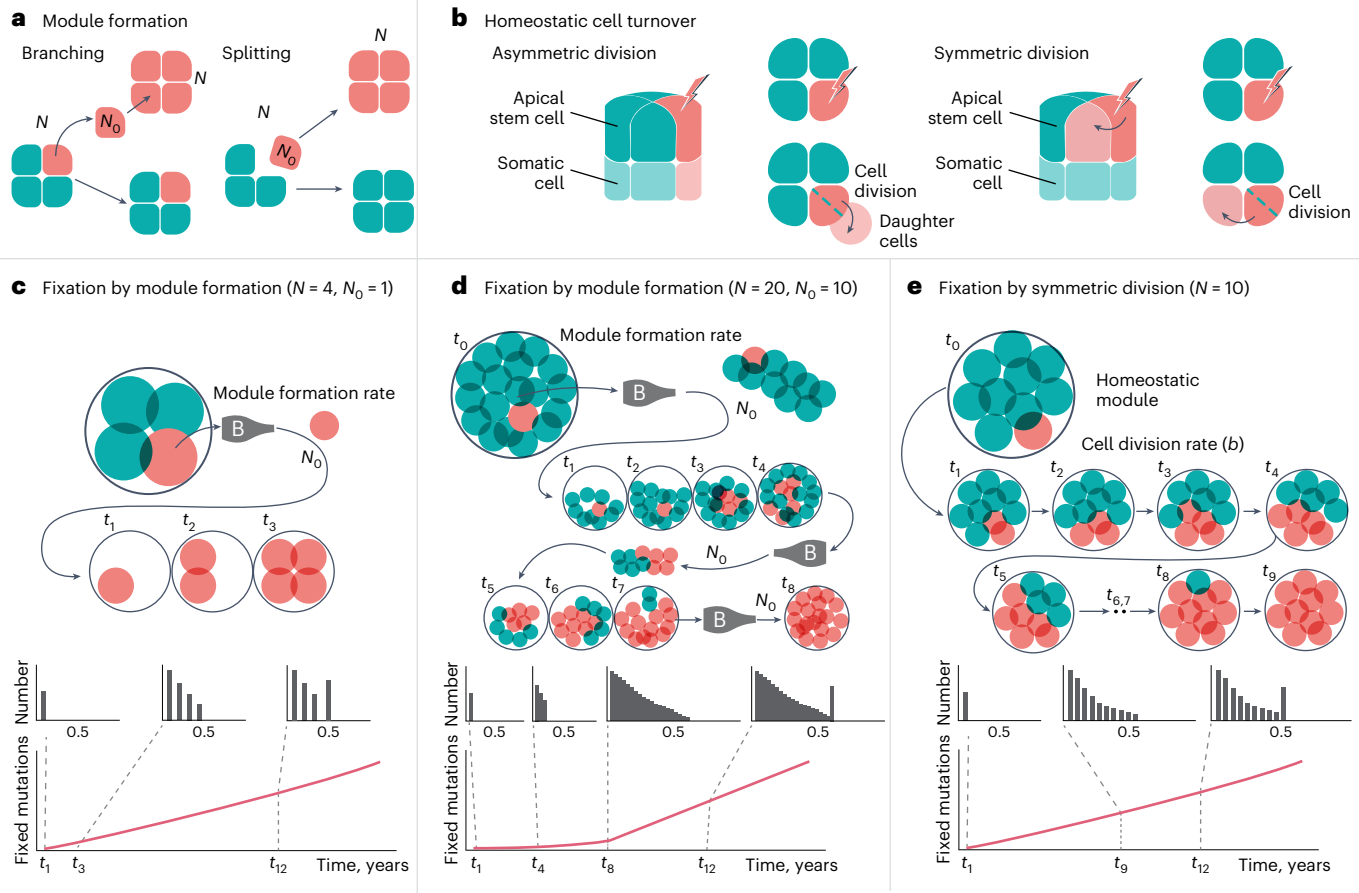 a Module formation
Branching
Splitting
N
N
N
N
N
N₀
N₀
b Homeostatic cell turnover
Asymmetric division
Apical
stem cell
Somatic
cell
Cell
division
Daughter
cells
Symmetric division
Apical
stem cell
Somatic
cell
Cell
division
c Fixation by module formation (N = 4, N₀ = 1)
Module formation rate
B
N₀
t₁
t₂
t₃
Number
0.5
0.5
0.5
Fixed mutations
t₁
t₃
t₁₂
Time, years
d Fixation by module formation (N = 20, N₀ = 10)
t₀
Module formation rate
B
N₀
t₁
t₂
t₃
t₄
N₀
B
t₅
t₆
t₇
B
N₀
t₈
Number
0.5
0.5
0.5
0.5
Fixed mutations
t₁
t₄
t₈
t₁₂
Time, years
e Fixation by symmetric division (N = 10)
t₀
Homeostatic
module
Cell division rate (b)
t₁
t₂
t₃
t₄
t₅
t₆,₇
t₈
t₉
Number
0.5
0.5
0.5
Fixed mutations
t₁
t₉
t₁₂
Time, years